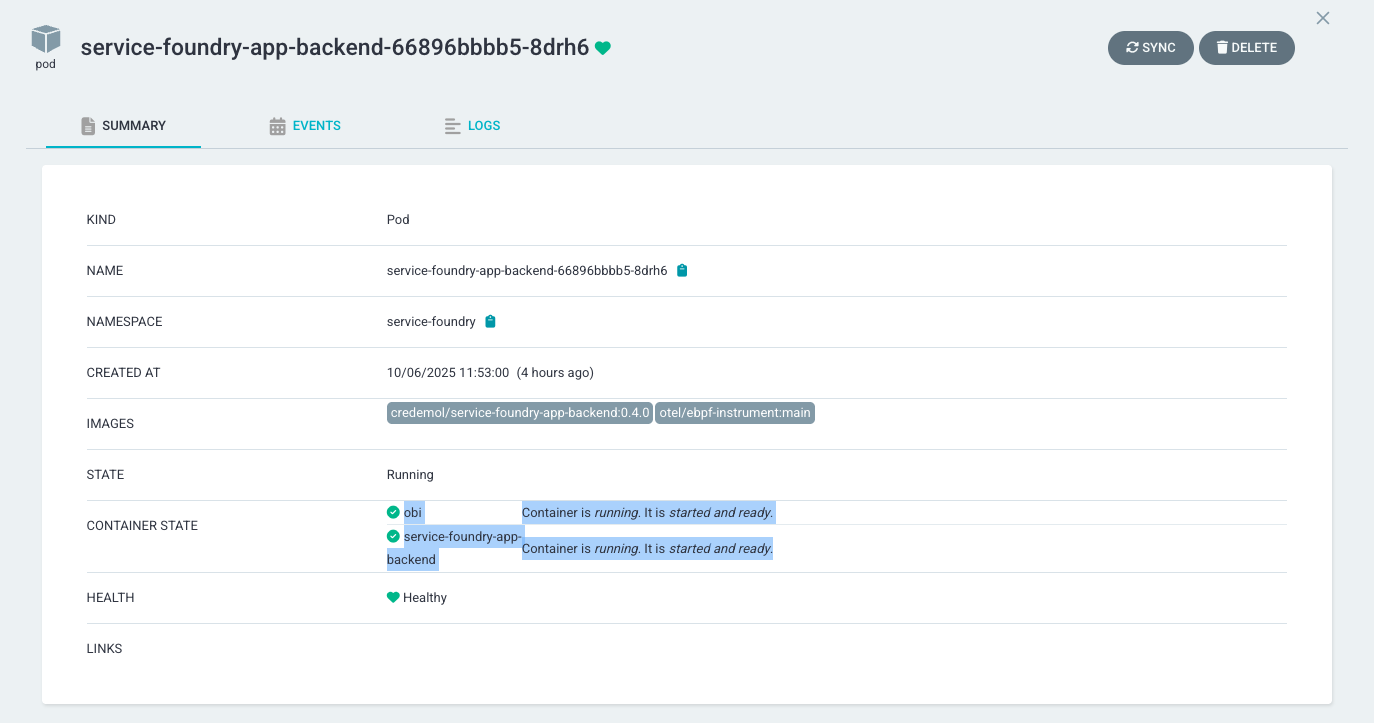 service-foundry-app-backend-66896bbbb5-8drh6
pod
SYNC
DELETE
SUMMARY
EVENTS
LOGS
KIND Pod
NAME service-foundry-app-backend-66896bbbb5-8drh6
NAMESPACE service-foundry
CREATED AT 10/06/2025 11:53:00 (4 hours ago)
IMAGES credemol/service-foundry-app-backend:0.4.0 otel/ebpf-instrument:main
STATE Running
CONTAINER STATE
obi Container is running. It is started and ready.
service-foundry-app-
backend
Container is running. It is started and ready.
HEALTH Healthy
LINKS